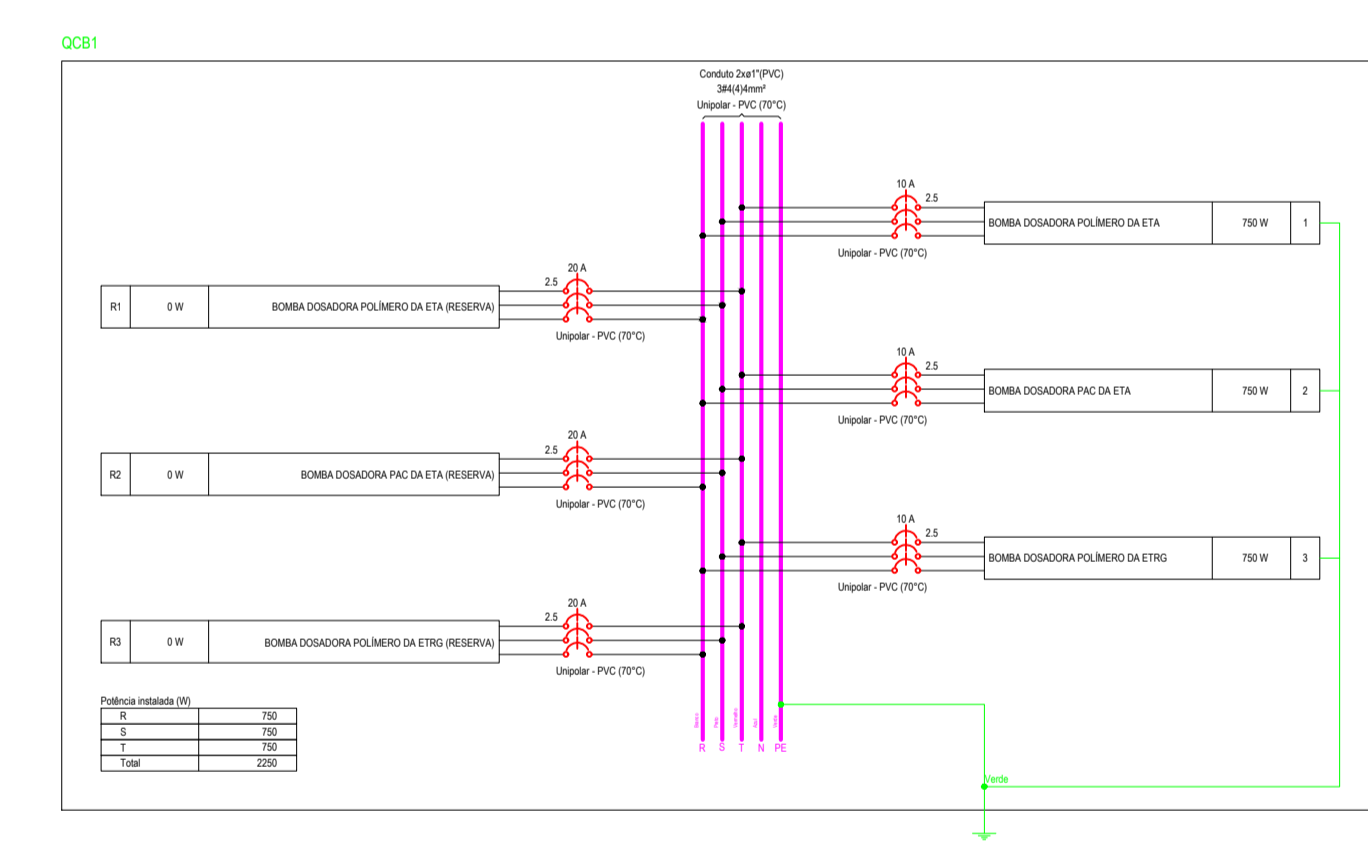 QCB1
Conduto 2xø1"(PVC)
3#4(4)4mm²
Unipolar - PVC (70°C)
10 A
2.5
BOMBA DOSADORA POLÍMERO DA ETA 750 W 1
Unipolar - PVC (70°C)
20 A
2.5
R1 0 W BOMBA DOSADORA POLÍMERO DA ETA (RESERVA)
Unipolar - PVC (70°C)
10 A
2.5
BOMBA DOSADORA PAC DA ETA 750 W 2
Unipolar - PVC (70°C)
20 A
2.5
R2 0 W BOMBA DOSADORA PAC DA ETA (RESERVA)
Unipolar - PVC (70°C)
10 A
2.5
BOMBA DOSADORA POLÍMERO DA ETRG 750 W 3
Unipolar - PVC (70°C)
20 A
2.5
R3 0 W BOMBA DOSADORA POLÍMERO DA ETRG (RESERVA)
Unipolar - PVC (70°C)
Potência instalada (W)
R 750
S 750
T 750
Total 2250
Branco Preto Vermelho Azul Verde
R S T N PE
Verde